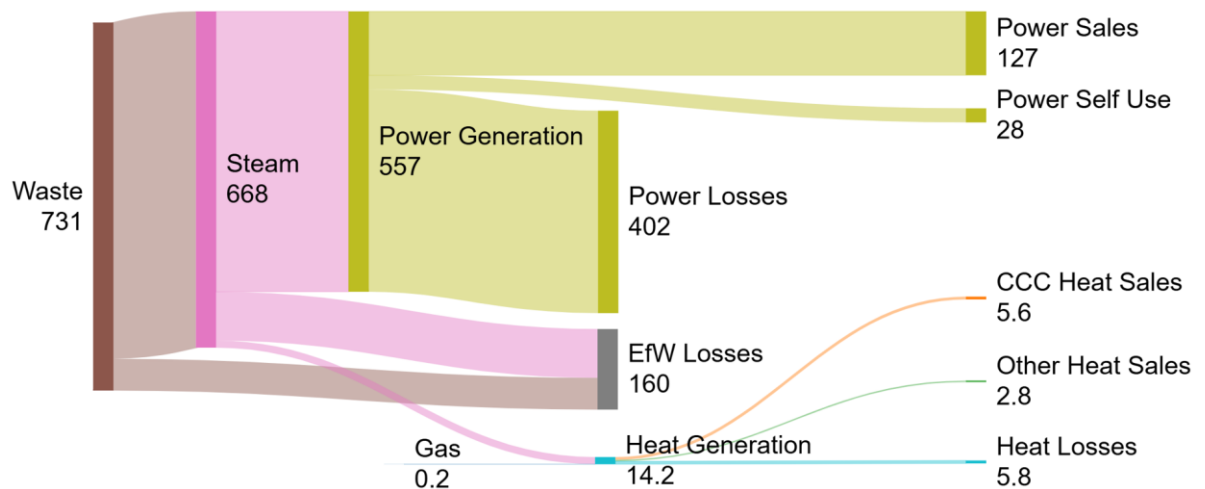 Power Sales
127
Power Self Use
28
Power Generation
557
Steam
668
Waste
731
Power Losses
402
CCC Heat Sales
5.6
EfW Losses
160
Other Heat Sales
2.8
Gas
0.2
Heat Generation
14.2
Heat Losses
5.8